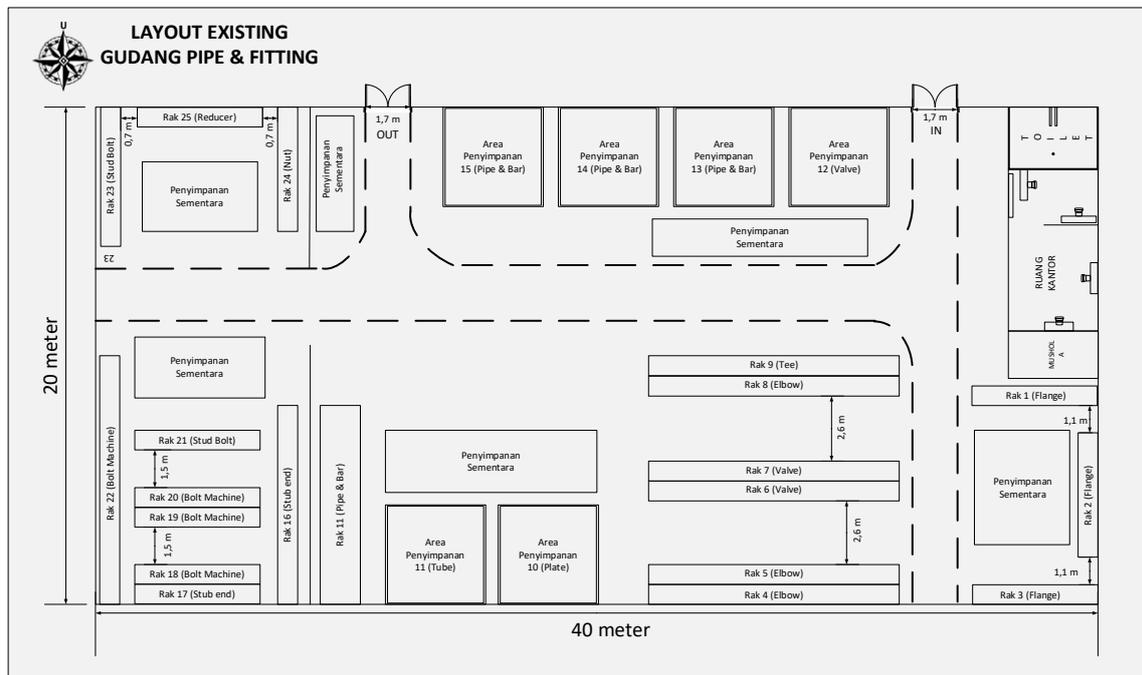 U
LAYOUT EXISTING
GUDANG PIPE & FITTING
Rak 25 (Reducer)
0,7 m
0,7 m
Rak 23 (Stud Bolt)
Rak 24 (Nut)
Penyimpanan
Sementara
Penyimpanan
Sementara
23
1,7 m
OUT
Area
Penyimpanan
15 (Pipe & Bar)
Area
Penyimpanan
14 (Pipe & Bar)
Area
Penyimpanan
13 (Pipe & Bar)
Area
Penyimpanan
12 (Valve)
Penyimpanan
Sementara
1,7 m
IN
TOILET
RUANG
KANTOR
MUSHOL
A
20 meter
Penyimpanan
Sementara
Rak 22 (Bolt Machine)
Rak 21 (Stud Bolt)
1,5 m
Rak 20 (Bolt Machine)
Rak 19 (Bolt Machine)
1,5 m
Rak 18 (Bolt Machine)
Rak 17 (Stub end)
Rak 16 (Stub end)
Rak 11 (Pipe & Bar)
Penyimpanan
Sementara
Area
Penyimpanan
11 (Tube)
Area
Penyimpanan
10 (Plate)
Rak 9 (Tee)
Rak 8 (Elbow)
2,6 m
Rak 7 (Valve)
Rak 6 (Valve)
2,6 m
Rak 5 (Elbow)
Rak 4 (Elbow)
Rak 1 (Flange)
1,1 m
Penyimpanan
Sementara
Rak 2 (Flange)
1,1 m
Rak 3 (Flange)
40 meter